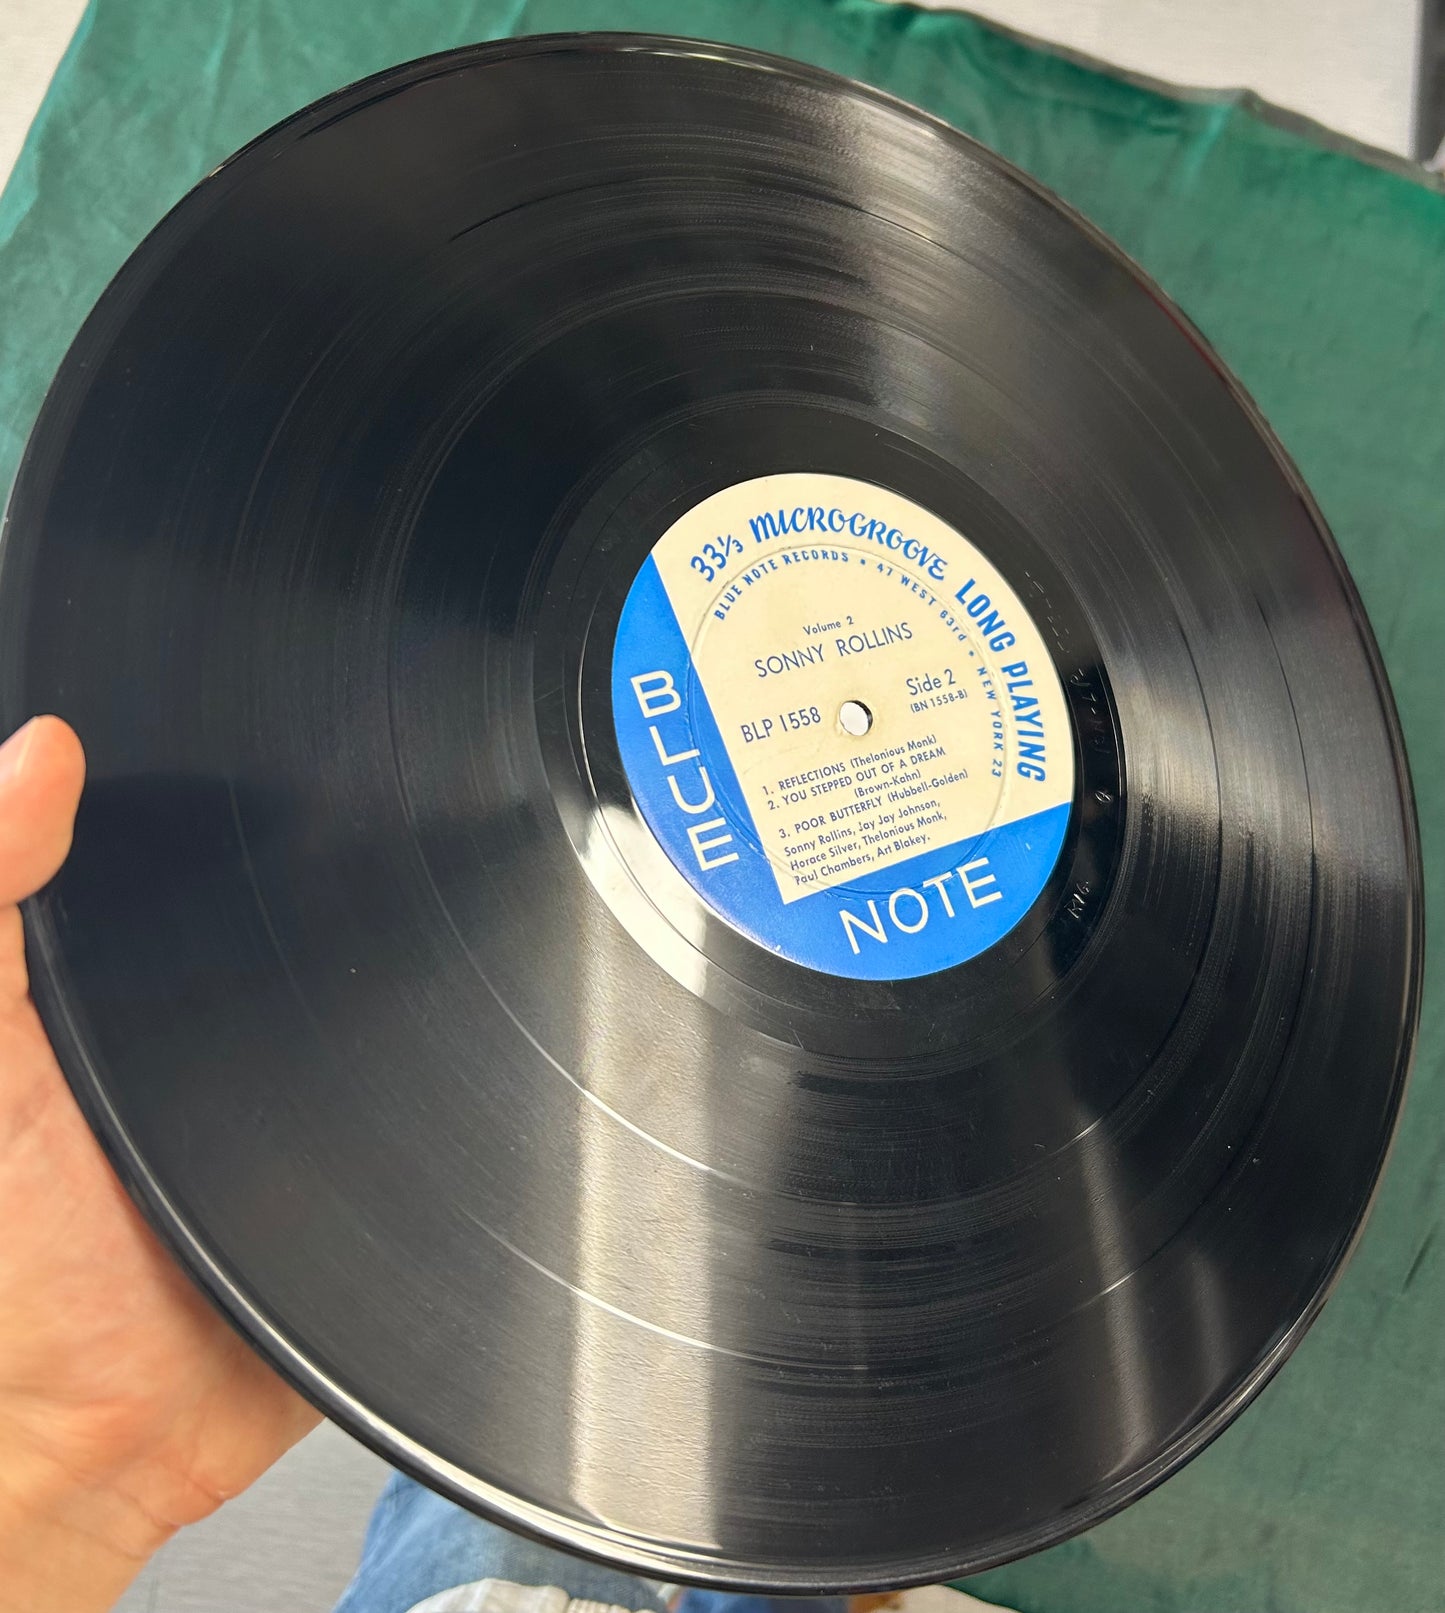 33⅓ MICROGROOVE LONG PLAYING
BLUE NOTE RECORDS • 47 WEST 63rd • NEW YORK 23
Volume 2
SONNY ROLLINS
BLP 1558
Side 2
(BN 1558-B)
1. REFLECTIONS (Thelonious Monk)
2. YOU STEPPED OUT OF A DREAM
(Brown-Kahn)
3. POOR BUTTERFLY (Hubbell-Golden)
Sonny Rollins, Jay Jay Johnson,
Horace Silver, Thelonious Monk,
Paul Chambers, Art Blakey.
BLUE
NOTE